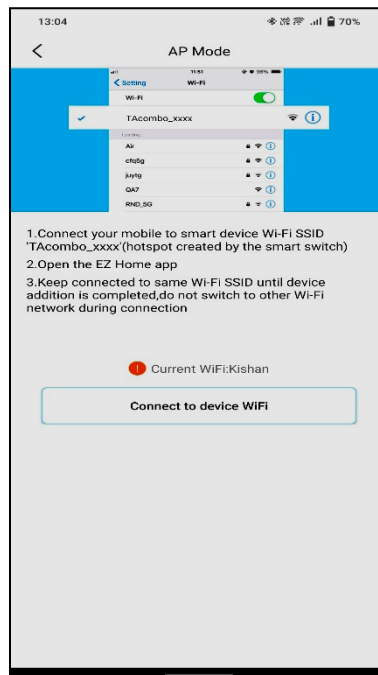 13:04
70%
AP Mode
11:51
98%
Setting Wi-Fi
Wi-Fi
TAcombo_xxxx
Air
cfq5g
juytg
QA7
RND_5G
1.Connect your mobile to smart device Wi-Fi SSID
'TAcombo_xxxx'(hotspot created by the smart switch)
2.Open the EZ Home app
3.Keep connected to same Wi-Fi SSID until device
addition is completed,do not switch to other Wi-Fi
network during connection
Current WiFi:Kishan
Connect to device WiFi